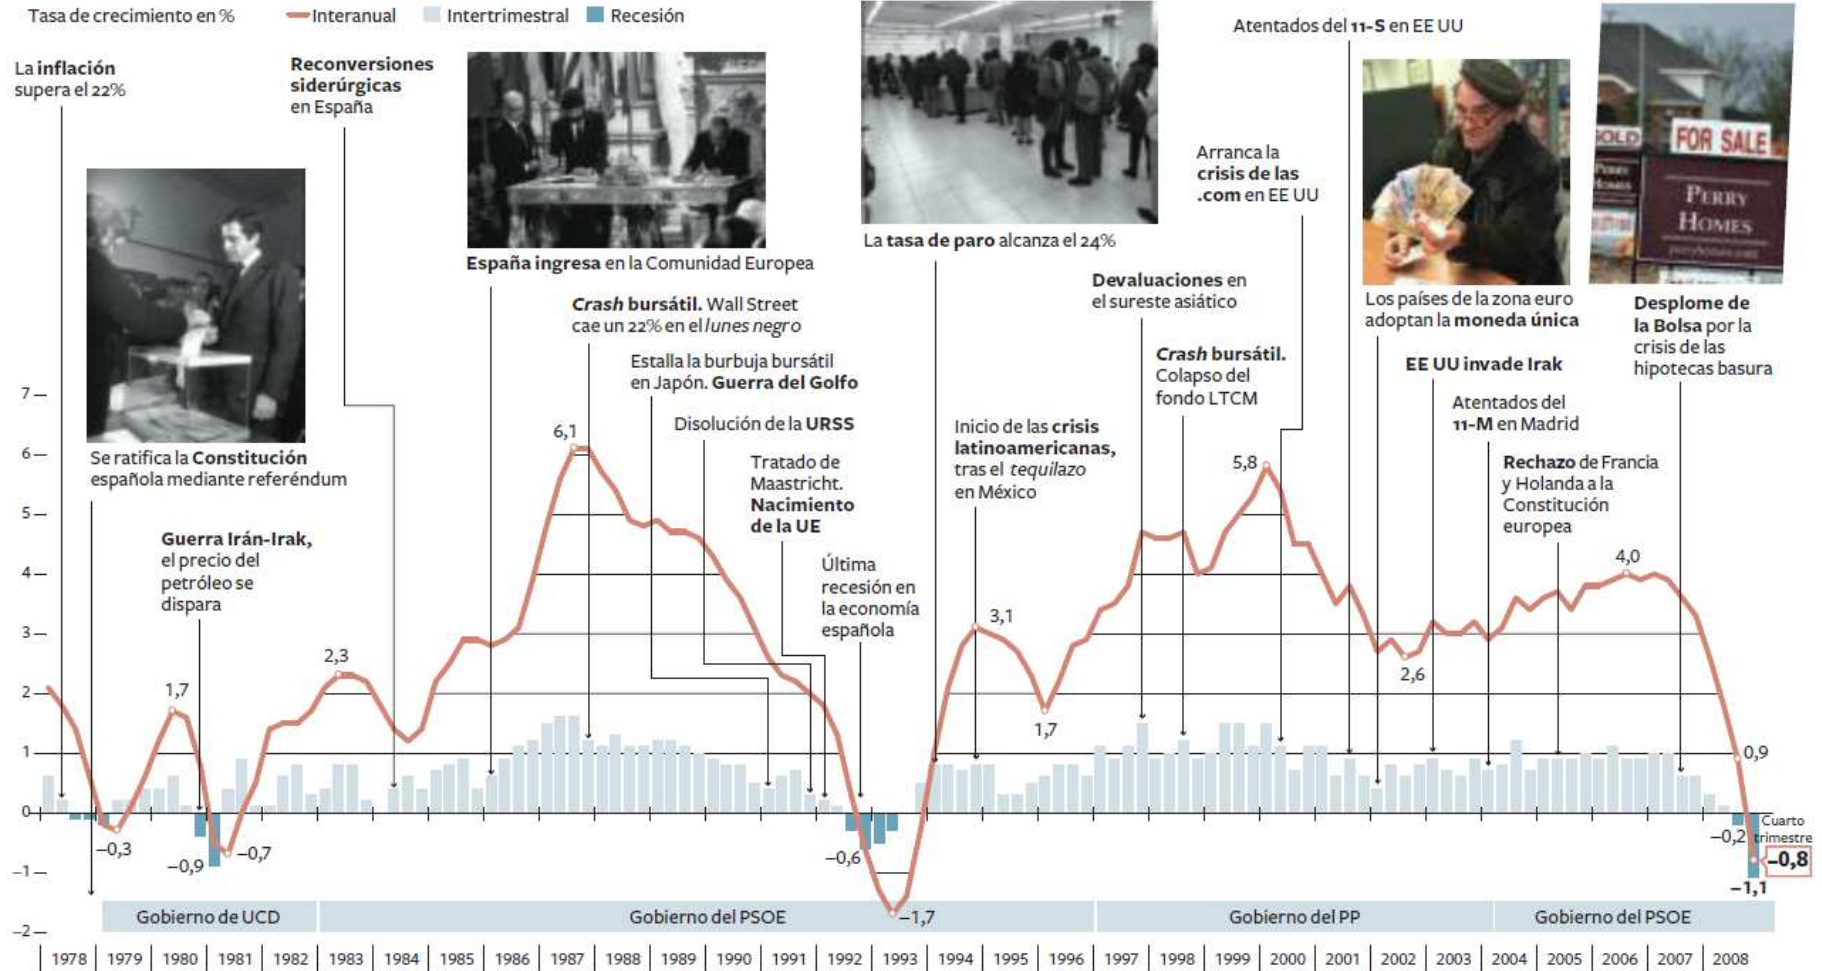 Tasa de crecimiento en %
Interanual
Intertrimestral
Recesión
La inflación
supera el 22%
Reconversiones
siderúrgicas
en España
España ingresa en la Comunidad Europea
Crash bursátil. Wall Street
cae un 22% en el lunes negro
Estalla la burbuja bursátil
en Japón. Guerra del Golfo
Disolución de la URSS
Tratado de
Maastricht.
Nacimiento
de la UE
Última
recesión en
la economía
española
La tasa de paro alcanza el 24%
Inicio de las crisis
latinoamericanas,
tras el tequilazo
en México
Devaluaciones en
el sureste asiático
Crash bursátil.
Colapso del
fondo LTCM
Arranca la
crisis de las
.com en EE UU
Atentados del 11-S en EE UU
Los países de la zona euro
adoptan la moneda única
EE UU invade Irak
Atentados del
11-M en Madrid
Rechazo de Francia
y Holanda a la
Constitución
europea
SOLD
FOR SALE
PERRY
HOMES
Desplome de
la Bolsa por la
crisis de las
hipotecas basura
Se ratifica la Constitución
española mediante referéndum
Guerra Irán-Irak,
el precio del
petróleo se
dispara
7
6
5
4
3
2
1
0
–1
–2
–0,3
1,7
–0,9
–0,7
2,3
6,1
–0,6
–1,7
3,1
1,7
5,8
2,6
4,0
0,9
–0,2
Cuarto
trimestre
–0,8
–1,1
Gobierno de UCD
Gobierno del PSOE
Gobierno del PP
Gobierno del PSOE
1978 1979 1980 1981 1982 1983 1984 1985 1986 1987 1988 1989 1990 1991 1992 1993 1994 1995 1996 1997 1998 1999 2000 2001 2002 2003 2004 2005 2006 2007 2008